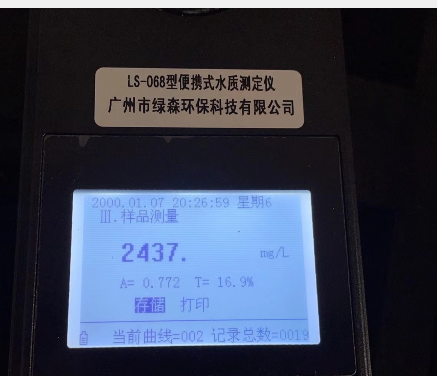 LS-068型便携式水质测定仪
广州市绿森环保科技有限公司
2000.01.07 20:26:59 星期6
Ⅲ.样品测量
2437. mg/L
A= 0.772 T= 16.9%
存储 打印
当前曲线=002 记录总数=0019